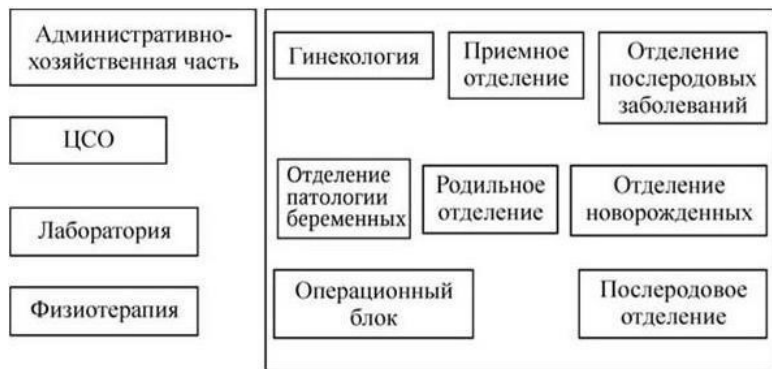 Административно-
хозяйственная часть
ЦСО
Лаборатория
Физиотерапия
Гинекология
Приемное
отделение
Отделение
послеродовых
заболеваний
Отделение
патологии
беременных
Родильное
отделение
Отделение
новорожденных
Операционный
блок
Послеродовое
отделение